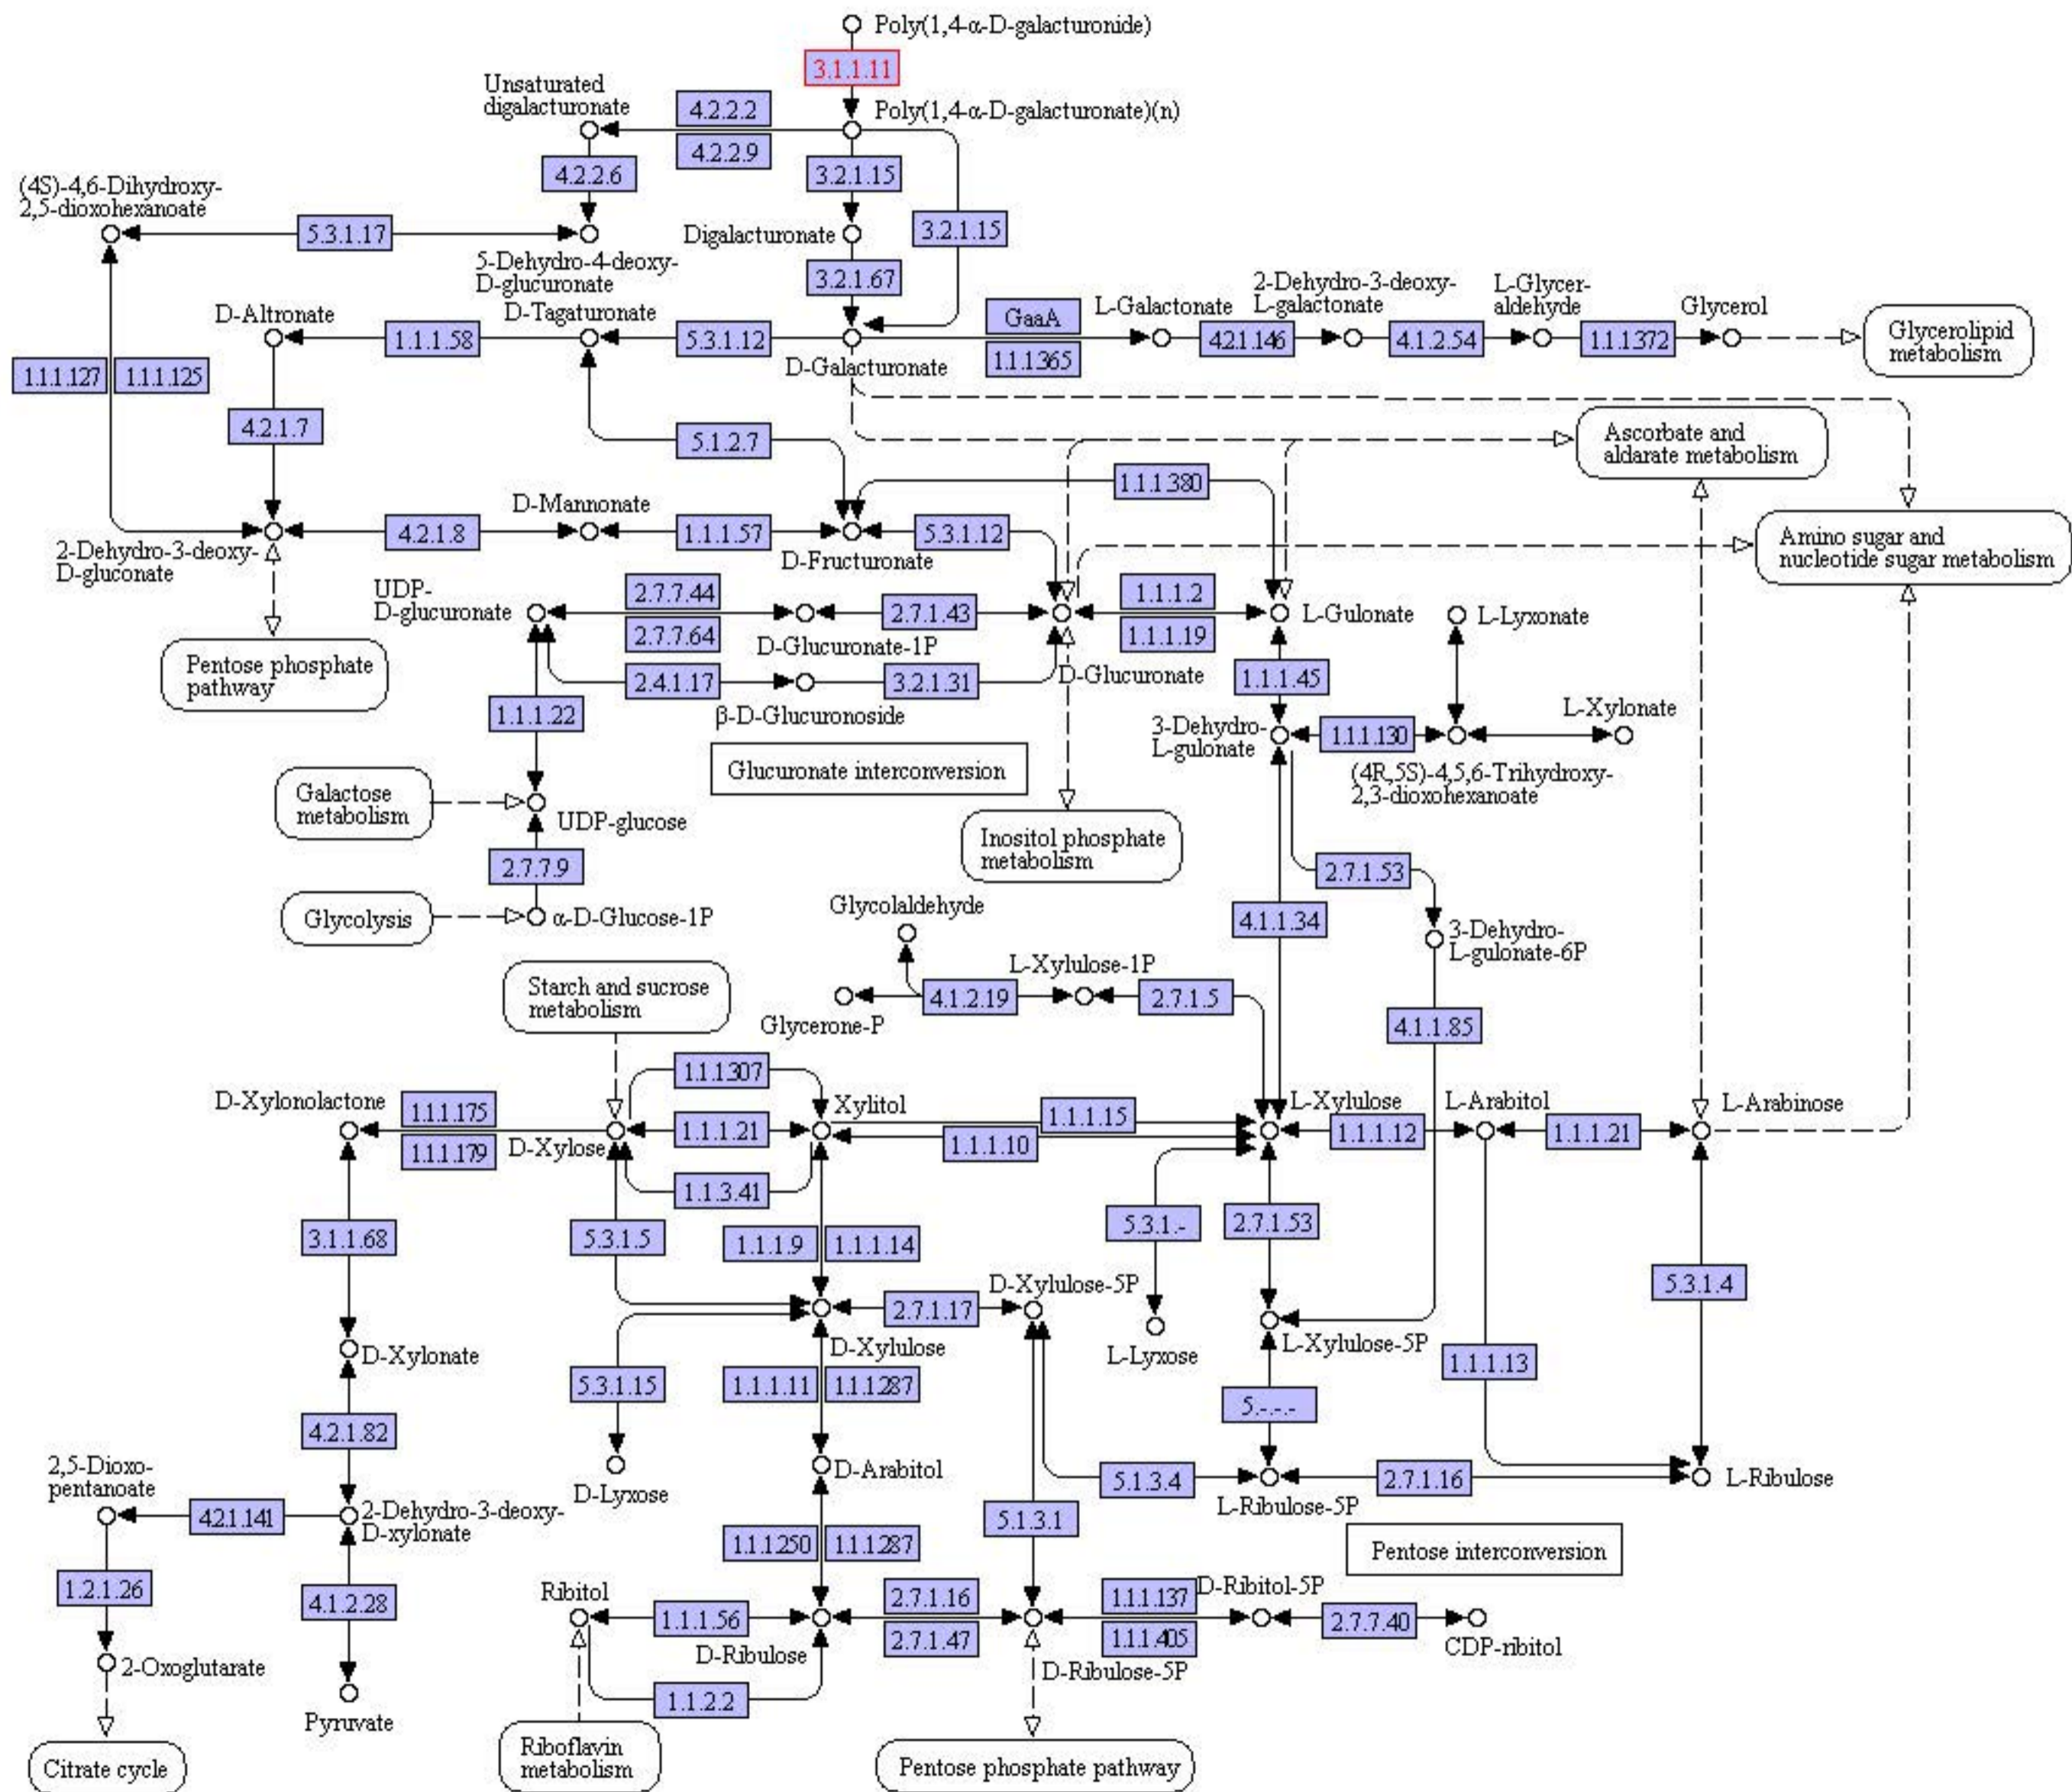 Poly(1,4-α-D-galacturonide)
3.1.1.11
Unsaturated
digalacturonate
4.2.2.2
Poly(1,4-α-D-galacturonate)(n)
4.2.2.9
4.2.2.6
3.2.1.15
(4S)-4,6-Dihydroxy-
2,5-dioxohexanoate
5.3.1.17
Digalacturonate
3.2.1.15
5-Dehydro-4-deoxy-
D-glucuronate
3.2.1.67
2-Dehydro-3-deoxy-
L-galactonate
L-Glycer-
aldehyde
D-Altronate
D-Tagaturonate
GaaA
L-Galactonate
Glycerol
1.1.1.58
5.3.1.12
4.2.1.146
4.1.2.54
1.1.1.372
Glycerolipid
metabolism
1.1.1.365
D-Galacturonate
1.1.1.127
1.1.1.125
4.2.1.7
5.1.2.7
Ascorbate and
aldarate metabolism
1.1.1.380
D-Mannonate
4.2.1.8
1.1.1.57
5.3.1.12
Amino sugar and
nucleotide sugar metabolism
2-Dehydro-3-deoxy-
D-gluconate
D-Fructuronate
UDP-
D-glucuronate
2.7.7.44
2.7.1.43
1.1.1.2
L-Gulonate
L-Lyxonate
2.7.7.64
D-Glucuronate-1P
1.1.1.19
Pentose phosphate
pathway
2.4.1.17
3.2.1.31
D-Glucuronate
1.1.1.45
1.1.1.22
β-D-Glucuronoside
3-Dehydro-
L-gulonate
1.1.1.130
L-Xylonate
Glucuronate interconversion
(4R,5S)-4,5,6-Trihydroxy-
2,3-dioxohexanoate
Galactose
metabolism
UDP-glucose
Inositol phosphate
metabolism
2.7.7.9
2.7.1.53
Glycolysis
α-D-Glucose-1P
Glycolaldehyde
4.1.1.34
3-Dehydro-
L-gulonate-6P
Starch and sucrose
metabolism
L-Xylulose-1P
4.1.2.19
2.7.1.5
Glycerone-P
4.1.1.85
1.1.1.307
D-Xylonolactone
1.1.1.175
Xylitol
1.1.1.15
L-Xylulose
L-Arabitol
L-Arabinose
1.1.1.21
1.1.1.10
1.1.1.12
1.1.1.21
1.1.1.179
D-Xylose
1.1.3.41
3.1.1.68
5.3.1.5
1.1.1.9
1.1.1.14
5.3.1.-
2.7.1.53
D-Xylulose-5P
5.3.1.4
2.7.1.17
D-Xylonate
D-Xylulose
L-Lyxose
L-Xylulose-5P
5.3.1.15
1.1.1.11
1.1.1.287
1.1.1.13
5.-.-.-
4.2.1.82
2,5-Dioxo-
pentanoate
D-Lyxose
D-Arabitol
5.1.3.4
2.7.1.16
L-Ribulose
L-Ribulose-5P
4.2.1.141
2-Dehydro-3-deoxy-
D-xylonate
5.1.3.1
1.1.1.250
1.1.1.287
Pentose interconversion
1.2.1.26
4.1.2.28
Ribitol
1.1.1.56
2.7.1.16
1.1.1.137
D-Ribitol-5P
2.7.7.40
2.7.1.47
1.1.1.405
CDP-ribitol
D-Ribulose
D-Ribulose-5P
2-Oxoglutarate
1.1.2.2
Pyruvate
Citrate cycle
Riboflavin
metabolism
Pentose phosphate pathway